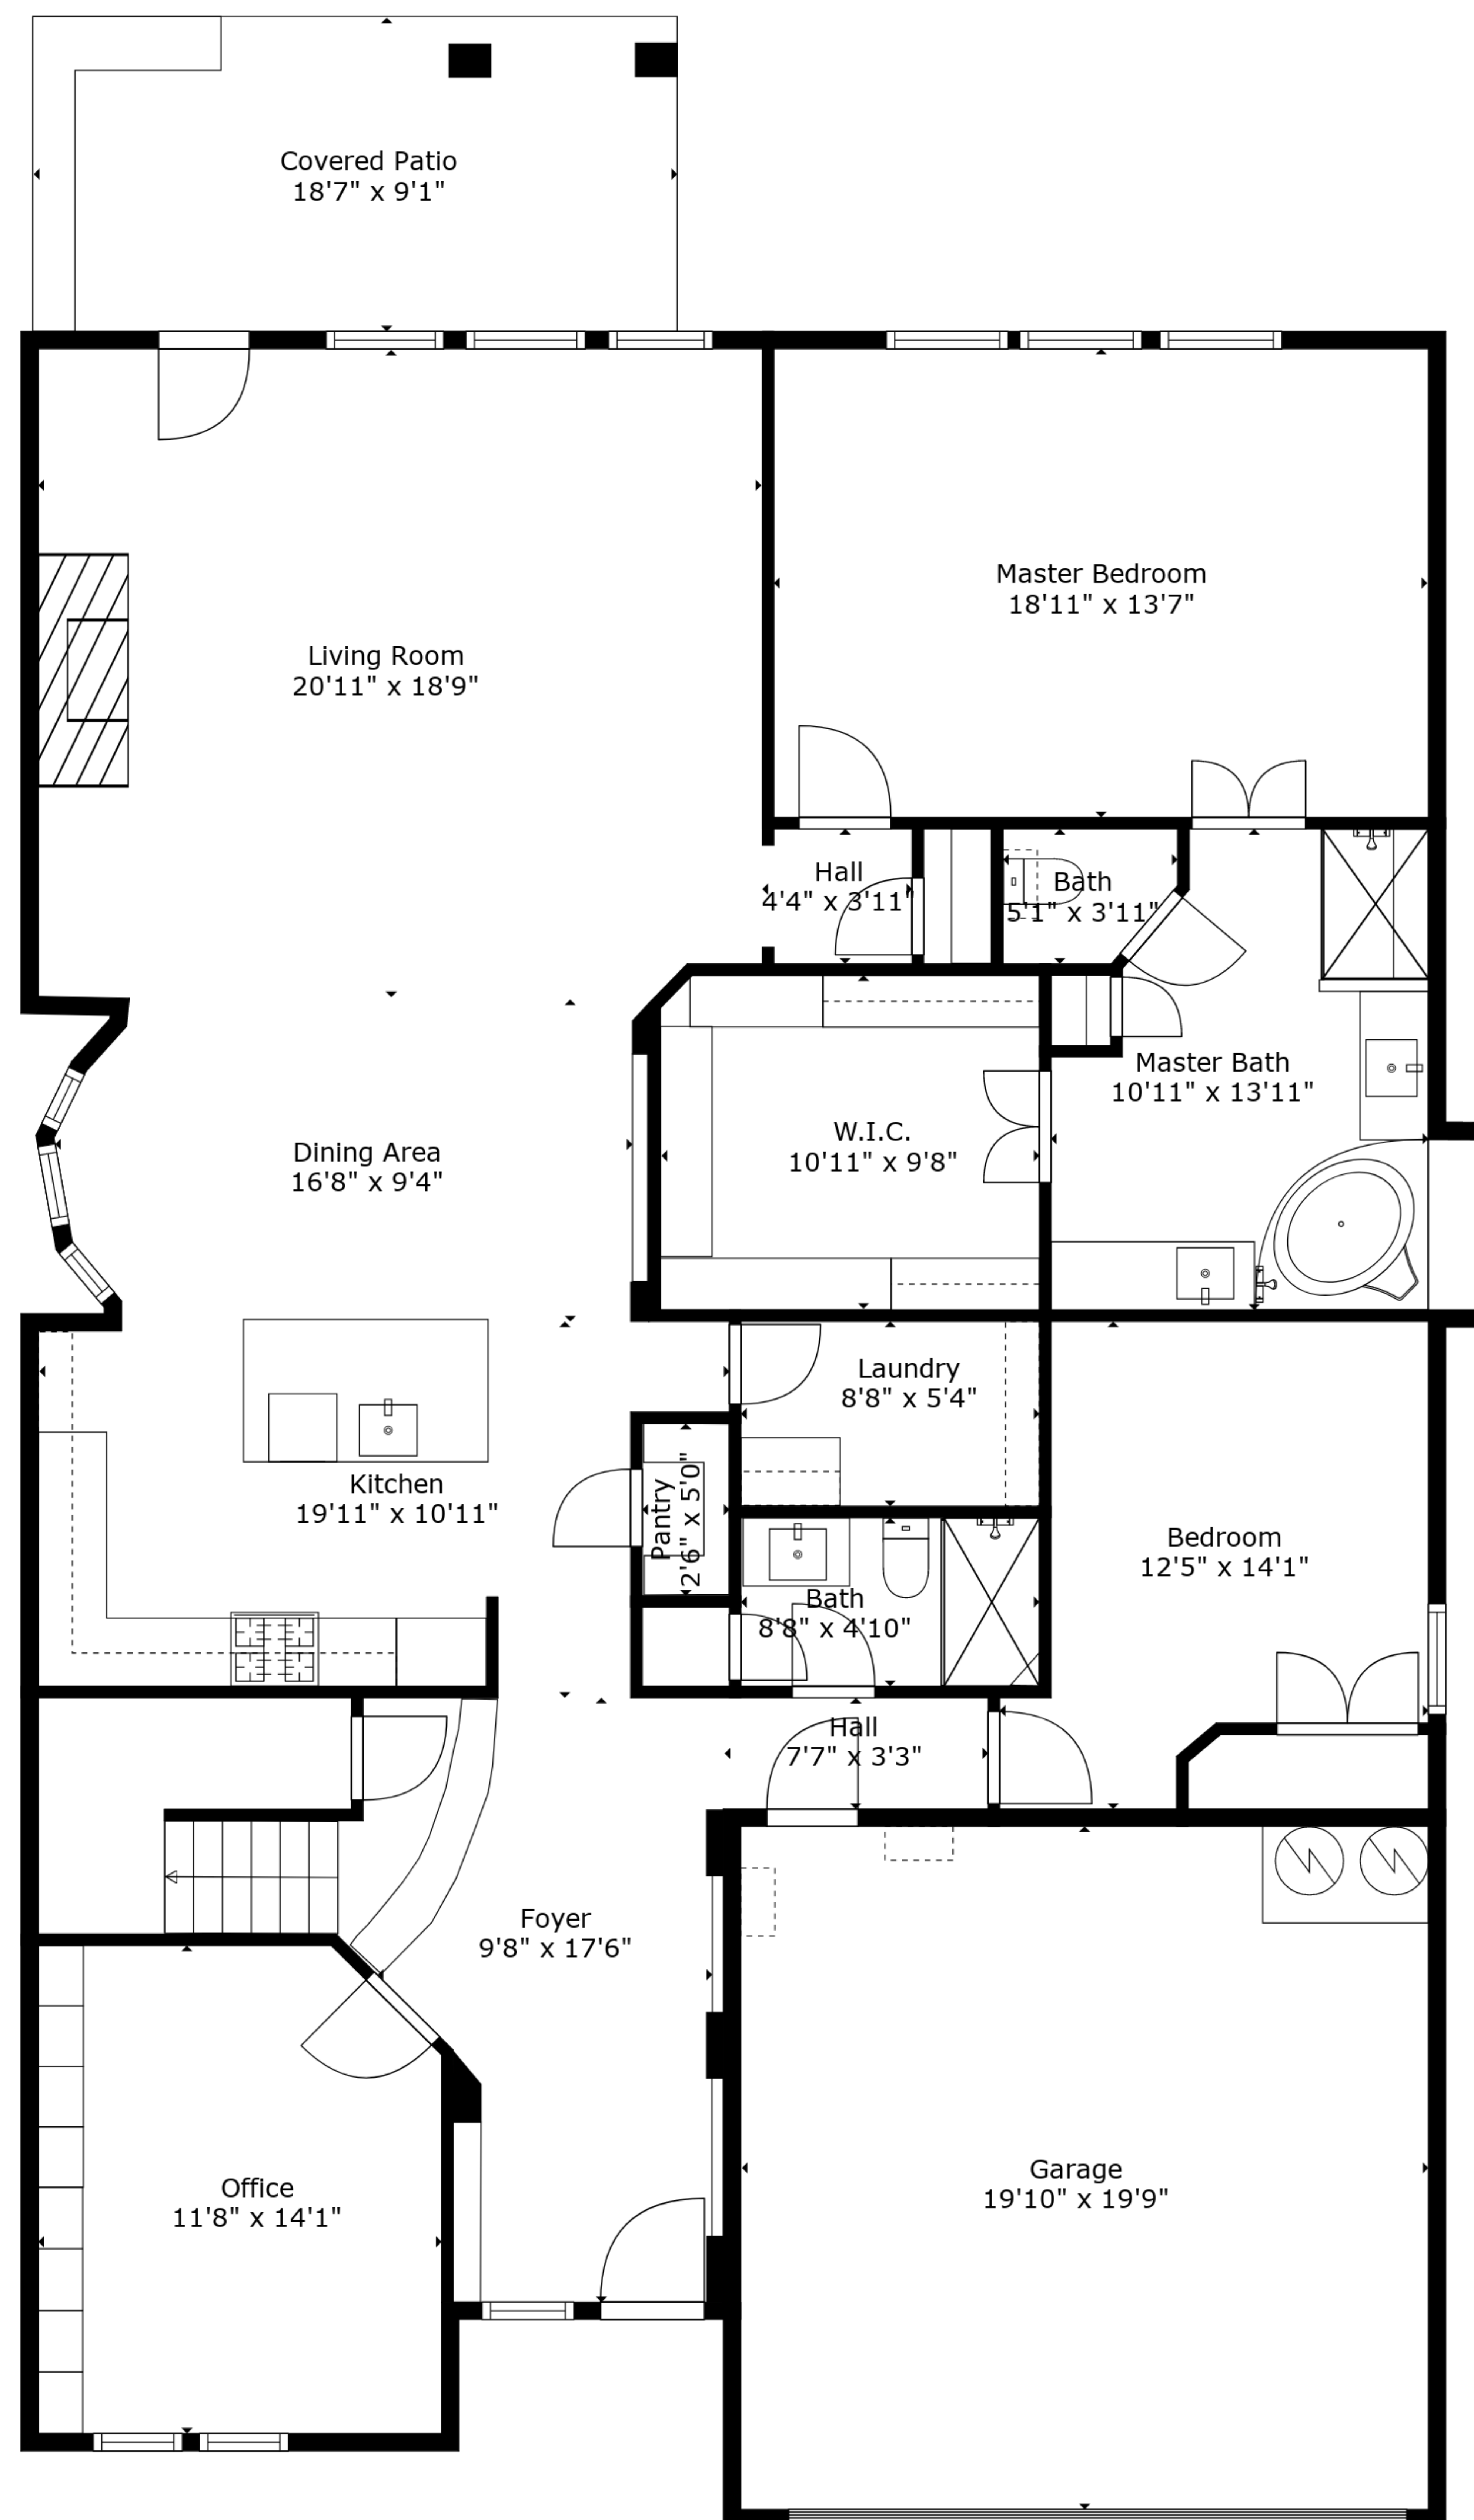 Covered Patio
18'7" x 9'1"
Master Bedroom
18'11" x 13'7"
Living Room
20'11" x 18'9"
Hall
4'4" x 3'11"
Bath
5'1" x 3'11"
Master Bath
10'11" x 13'11"
W.I.C.
10'11" x 9'8"
Dining Area
16'8" x 9'4"
Laundry
8'8" x 5'4"
Kitchen
19'11" x 10'11"
Pantry
2'6" x 5'0"
Bedroom
12'5" x 14'1"
Bath
8'8" x 4'10"
Hall
7'7" x 3'3"
Foyer
9'8" x 17'6"
Garage
19'10" x 19'9"
Office
11'8" x 14'1"